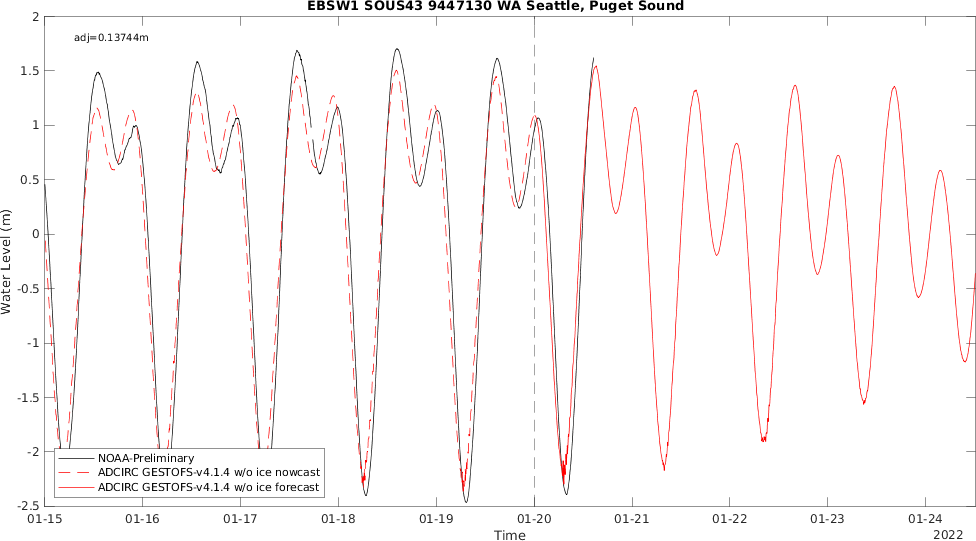 EBSW1 SOUS43 9447130 WA Seattle, Puget Sound
adj=0.13744m
2
1.5
1
0.5
0
-0.5
-1
-1.5
-2
-2.5
Water Level (m)
NOAA-Preliminary
ADCIRC GESTOFS-v4.1.4 w/o ice nowcast
ADCIRC GESTOFS-v4.1.4 w/o ice forecast
01-15 01-16 01-17 01-18 01-19 01-20 01-21 01-22 01-23 01-24
Time
2022